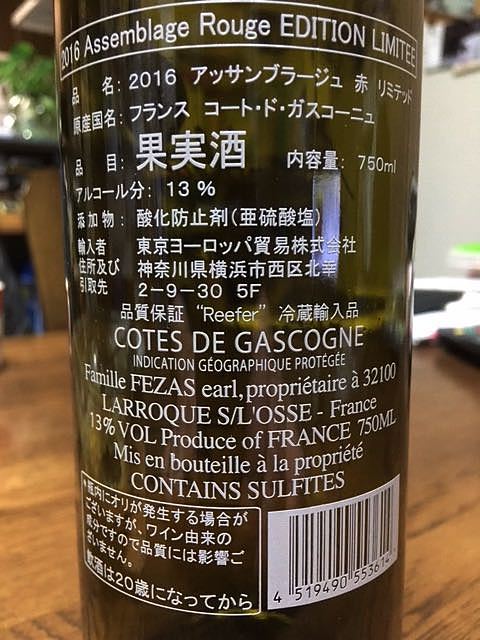 2016 Assemblage Rouge EDITION LIMITEE
品 名: 2016 アッサンブラージュ 赤 リミテッド
原産国名: フランス コート・ド・ガスコーニュ
品 目: 果実酒 内容量: 750ml
アルコール分: 13%
添加物: 酸化防止剤(亜硫酸塩)
輸入者 東京ヨーロッパ貿易株式会社
住所及び 神奈川県横浜市西区北幸
引取先 2-9-30 5F
品質保証 “Reefer” 冷蔵輸入品
COTES DE GASCOGNE
INDICATION GÉOGRAPHIQUE PROTÉGÉE
Famille FEZAS earl, propriétaire à 32100
LARROQUE S/L'OSSE - France
13% VOL Produce of FRANCE 750ML
Mis en bouteille à la propriété
CONTAINS SULFITES
*瓶内にオリが発生する場合が
ございますが、ワイン由来の
成分ですので品質には影響ご
ざいません。
飲酒は20歳になってから
4 519490 553614